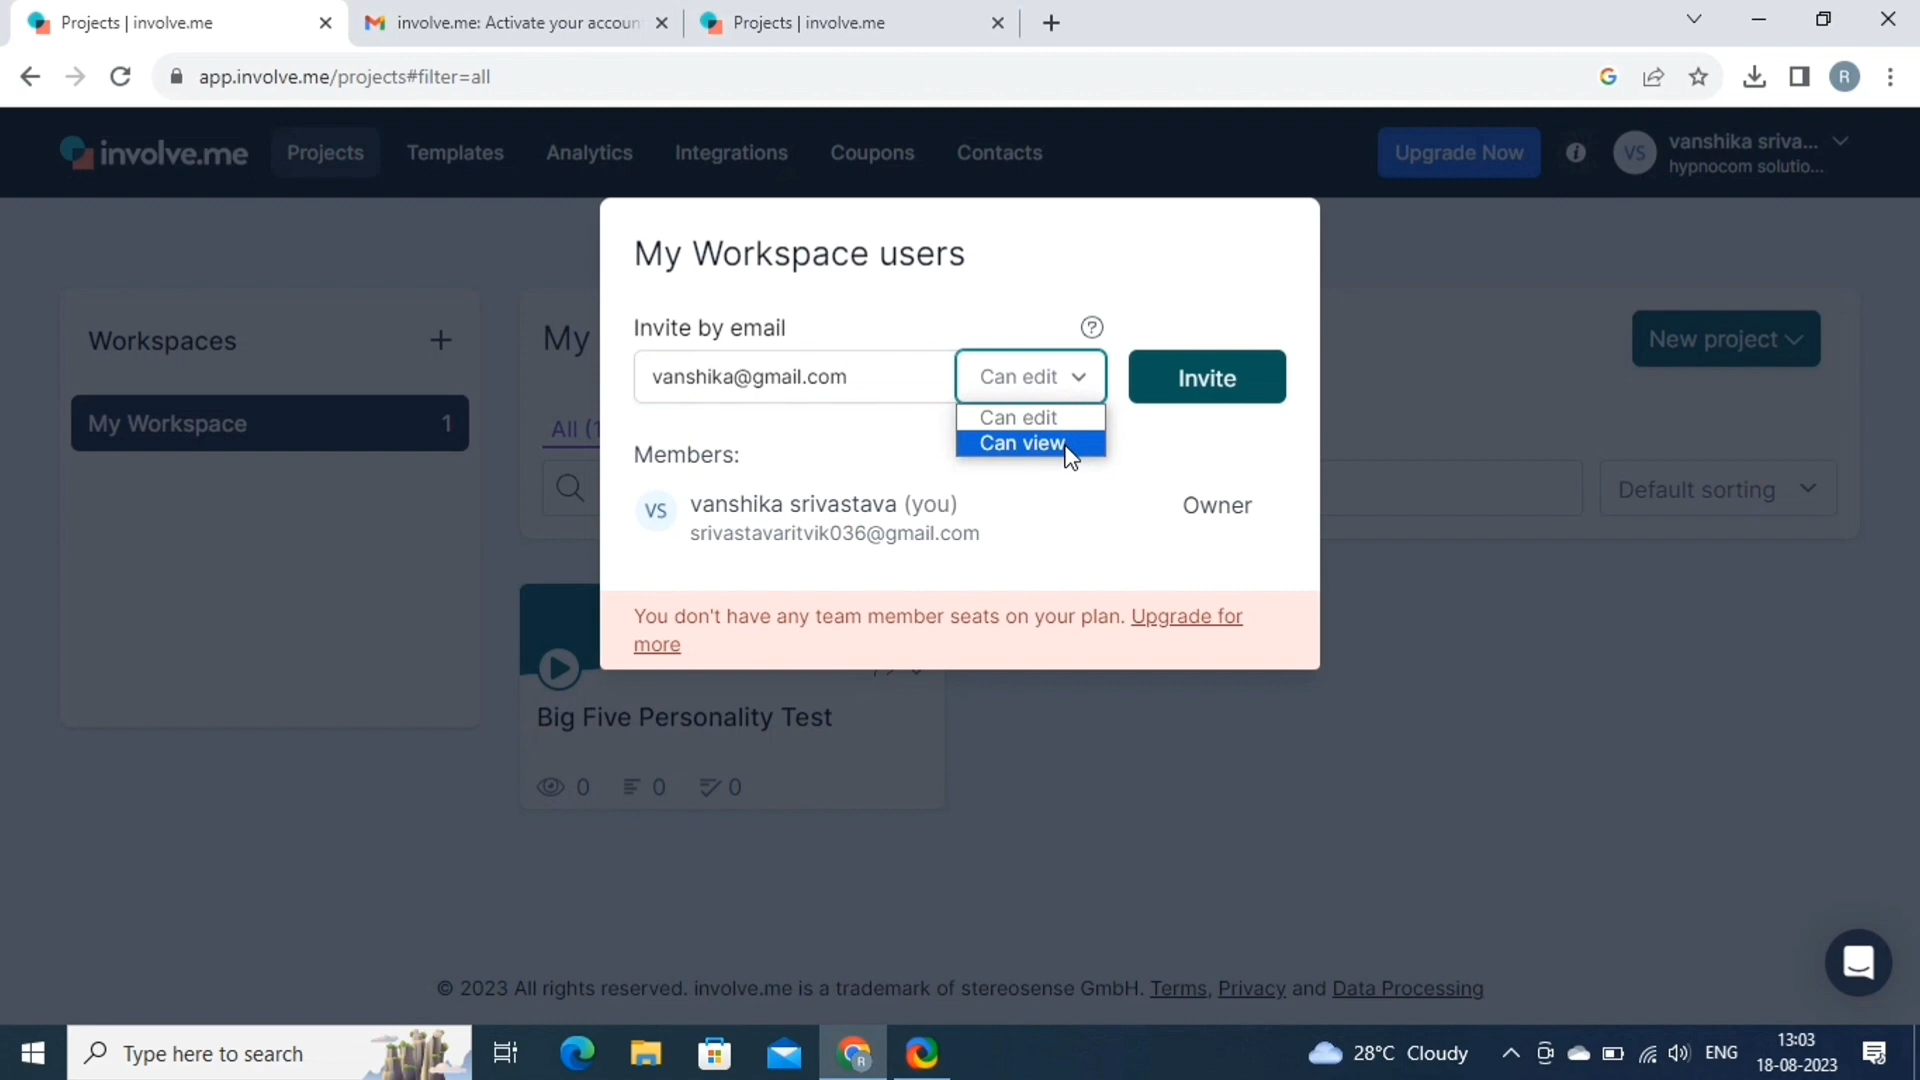 Projects | involve.me
involve.me: Activate your accoun
Projects | involve.me
app.involve.me/projects#filter=all
R
involve.me
Projects
Templates
Analytics
Integrations
Coupons
Contacts
Upgrade Now
VS
vanshika sriva...
hypnocom solutio...
My Workspace users
Invite by email
vanshika@gmail.com
Can edit
Invite
Can edit
Can view
Members:
VS
vanshika srivastava (you)
Owner
srivastavaritvik036@gmail.com
You don't have any team member seats on your plan. Upgrade for
more
Workspaces
My Workspace 1
My
New project
All (1
Default sorting
Big Five Personality Test
0 0 0
© 2023 All rights reserved. involve.me is a trademark of stereosense GmbH. Terms, Privacy and Data Processing
Type here to search
28°C Cloudy
ENG
13:03
18-08-2023